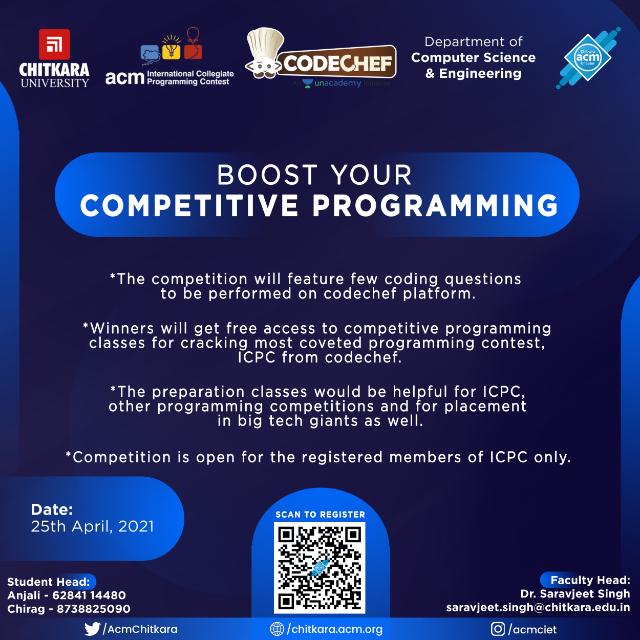 CHITKARA
UNIVERSITY
acm International Collegiate
Programming Contest
CODECHEF
unacademy
Department of
Computer Science
& Engineering
acm
BOOST YOUR
COMPETITIVE PROGRAMMING
*The competition will feature few coding questions
to be performed on codechef platform.
*Winners will get free access to competitive programming
classes for cracking most coveted programming contest,
ICPC from codechef.
*The preparation classes would be helpful for ICPC,
other programming competitions and for placement
in big tech giants as well.
*Competition is open for the registered members of ICPC only.
Date:
25th April, 2021
SCAN TO REGISTER
Student Head:
Anjali - 62841 14480
Chirag - 8738825090
Faculty Head:
Dr. Saravjeet Singh
saravjeet.singh@chitkara.edu.in
/AcmChitkara
/chitkara.acm.org
/acmciet